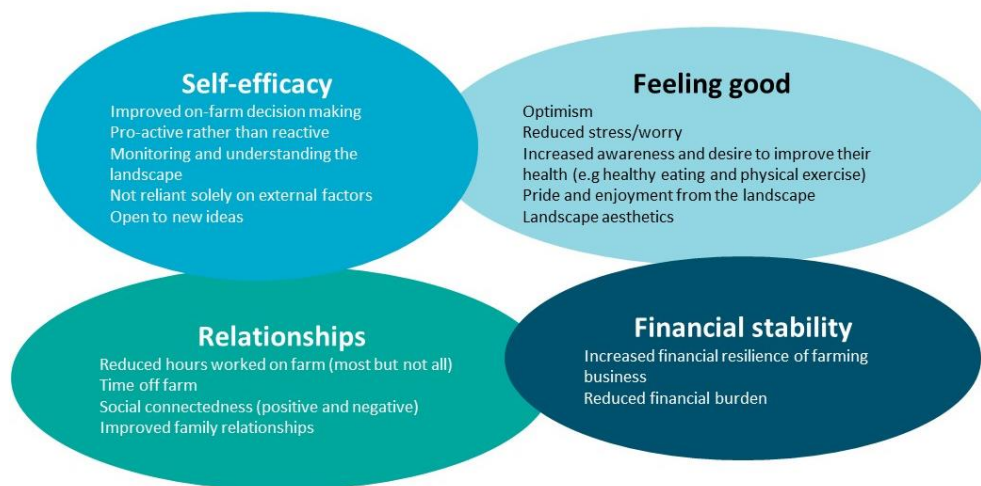 Self-efficacy
Improved on-farm decision making
Pro-active rather than reactive
Monitoring and understanding the
landscape
Not reliant solely on external factors
Open to new ideas
Feeling good
Optimism
Reduced stress/worry
Increased awareness and desire to improve their
health (e.g healthy eating and physical exercise)
Pride and enjoyment from the landscape
Landscape aesthetics
Relationships
Reduced hours worked on farm (most but not all)
Time off farm
Social connectedness (positive and negative)
Improved family relationships
Financial stability
Increased financial resilience of farming
business
Reduced financial burden